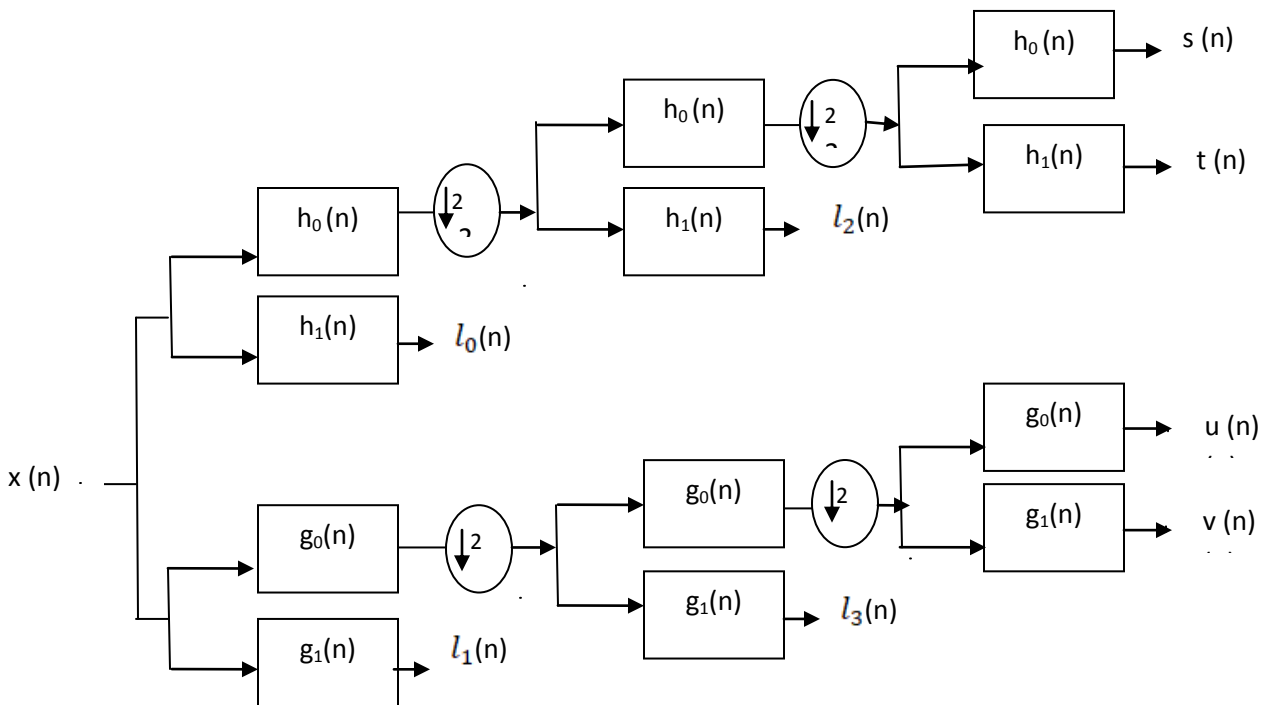 h₀ (n)
s (n)
h₀ (n)
↓ 2
h₁(n)
t (n)
h₀ (n)
↓ 2
h₁(n)
l₂(n)
h₁(n)
l₀(n)
g₀(n)
u (n)
x (n)
g₀(n)
↓ 2
g₁(n)
v (n)
g₀(n)
↓ 2
g₁(n)
l₃(n)
g₁(n)
l₁(n)